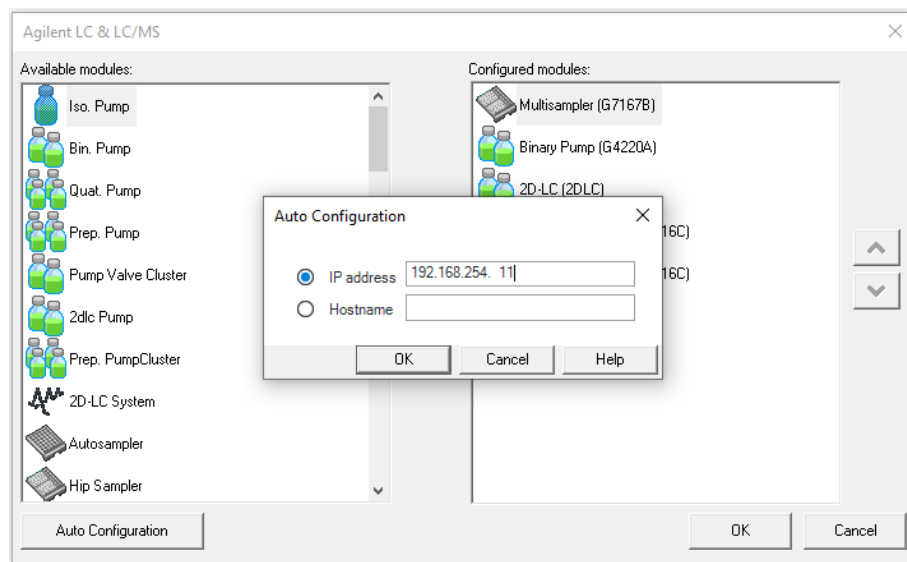 Agilent LC & LC/MS
Available modules:
Iso. Pump
Bin. Pump
Quat. Pump
Prep. Pump
Pump Valve Cluster
2dlc Pump
Prep. PumpCluster
2D-LC System
Autosampler
Hip Sampler
Auto Configuration
Configured modules:
Multisampler (G7167B)
Binary Pump (G4220A)
2D-LC (2DLC)
16C)
16C)
Auto Configuration
IP address 192.168.254. 11
Hostname
OK Cancel Help
OK Cancel